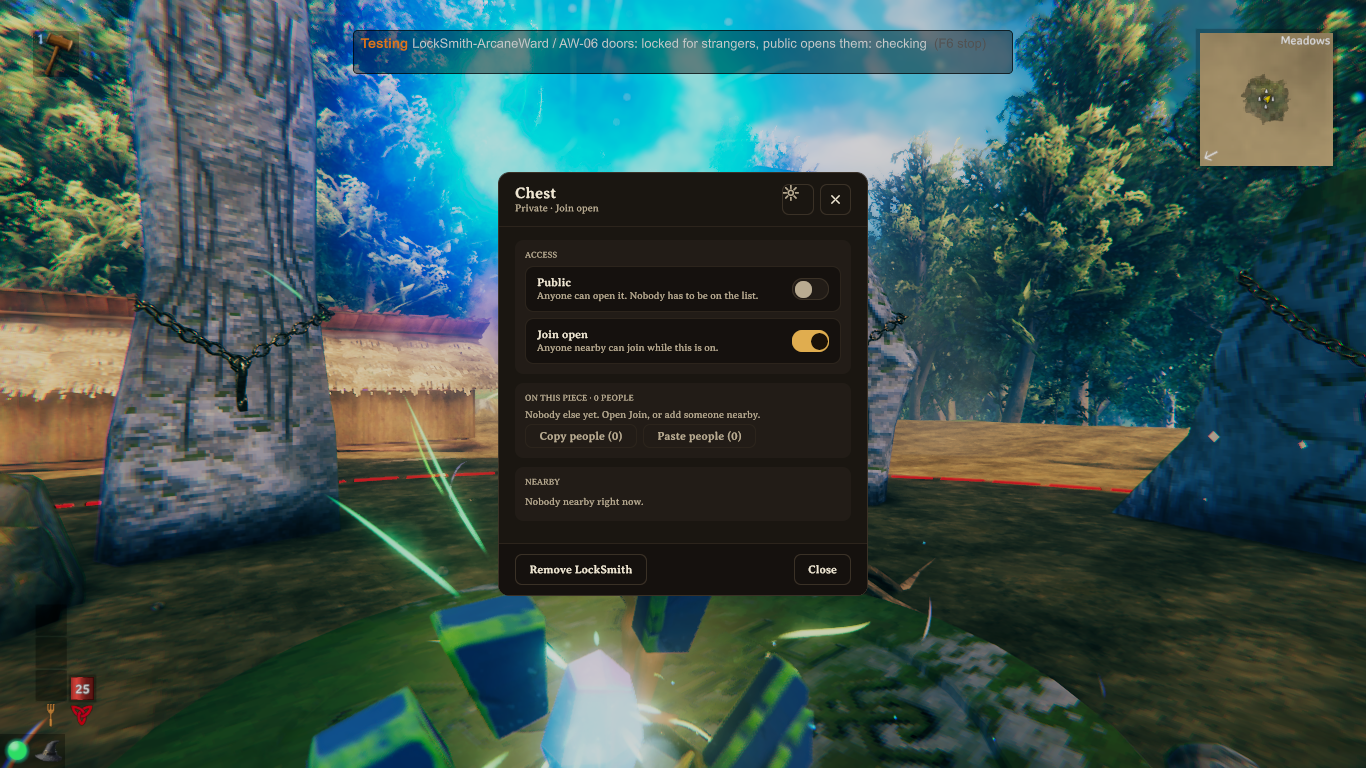 1
Testing LockSmith-ArcaneWard / AW-06 doors: locked for strangers, public opens them: checking (F6 stop)
Meadows
Chest
Private · Join open
ACCESS
Public
Anyone can open it. Nobody has to be on the list.
Join open
Anyone nearby can join while this is on.
ON THIS PIECE · 0 PEOPLE
Nobody else yet. Open Join, or add someone nearby.
Copy people (0)
Paste people (0)
NEARBY
Nobody nearby right now.
Remove LockSmith
Close
25